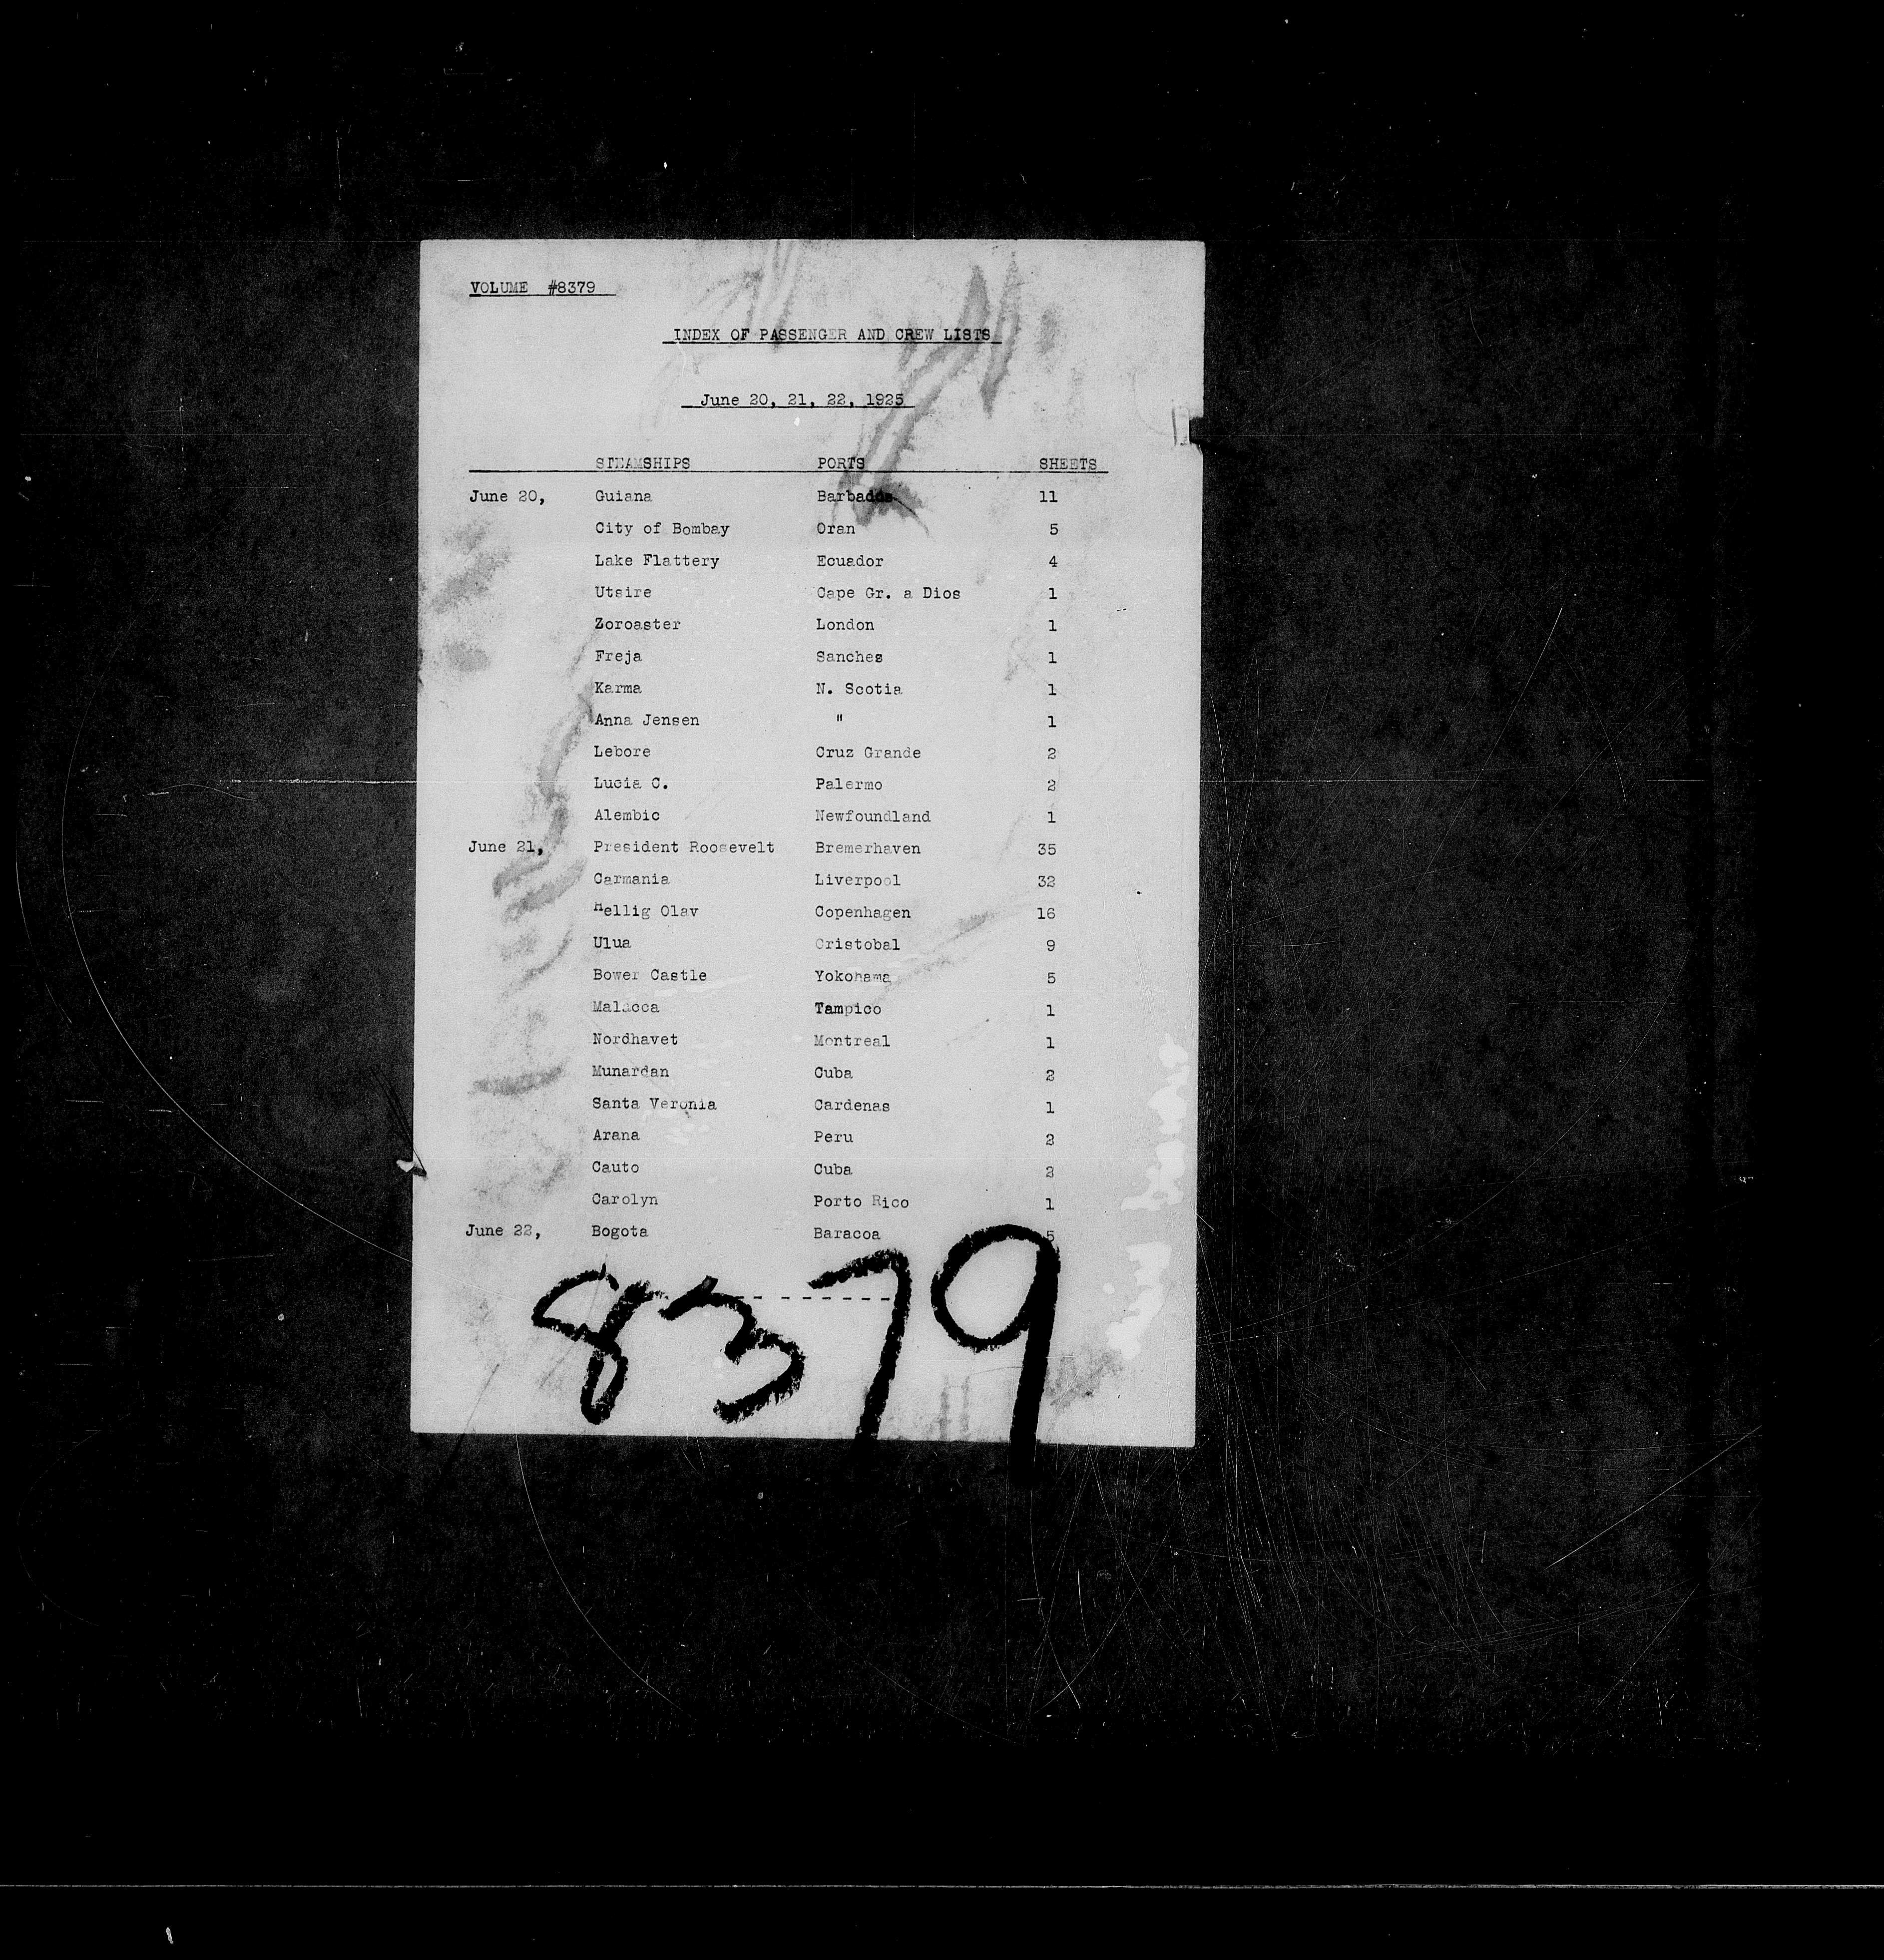 VOLUME #8379
INDEX OF PASSENGER AND CREW LISTS
June 20, 21, 22, 1925
STEAMSHIPS PORTS SHEETS
June 20, Guiana Barbados 11
City of Bombay Oran 5
Lake Flattery Ecuador 4
Utsire Cape Gr. a Dios 1
Zoroaster London 1
Freja Sanches 1
Karma N. Scotia 1
Anna Jensen " 1
Lebore Cruz Grande 2
Lucia C. Palermo 2
Alembic Newfoundland 1
June 21, President Roosevelt Bremerhaven 35
Carmania Liverpool 32
Hellig Olav Copenhagen 16
Ulua Cristobal 9
Bower Castle Yokohama 5
Malacca Tampico 1
Nordhavet Montreal 1
Munardan Cuba 2
Santa Veronia Cardenas 1
Arana Peru 2
Cauto Cuba 2
Carolyn Porto Rico 1
June 22, Bogota Baracoa 5
8379